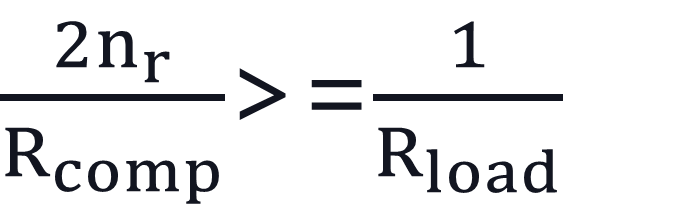 2n_r / R_comp > = 1 / R_load